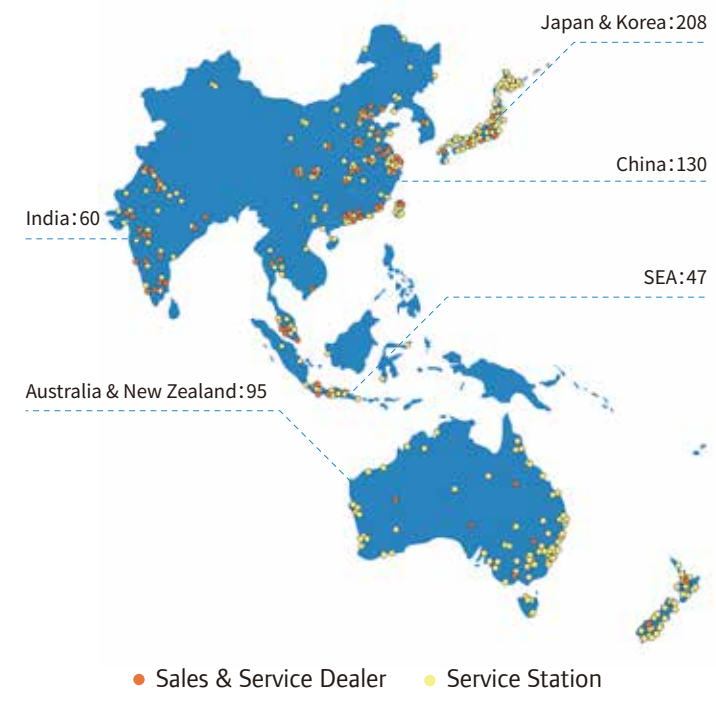 Japan & Korea:208
China:130
India:60
SEA:47
Australia & New Zealand:95
Sales & Service Dealer
Service Station